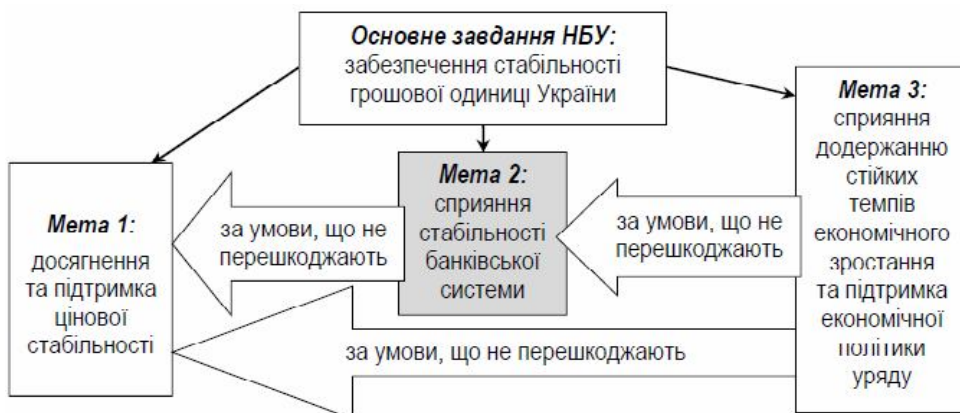 Основне завдання НБУ:
забезпечення стабільності
грошової одиниці України
Мета 1:
досягнення
та підтримка
цінової
стабільності
за умови, що не
перешкоджають
Мета 2:
сприяння
стабільності
банківської
системи
за умови, що не
перешкоджають
Мета 3:
сприяння
додержанню
стійких
темпів
економічного
зростання
та підтримка
економічної
політики
уряду
за умови, що не перешкоджають